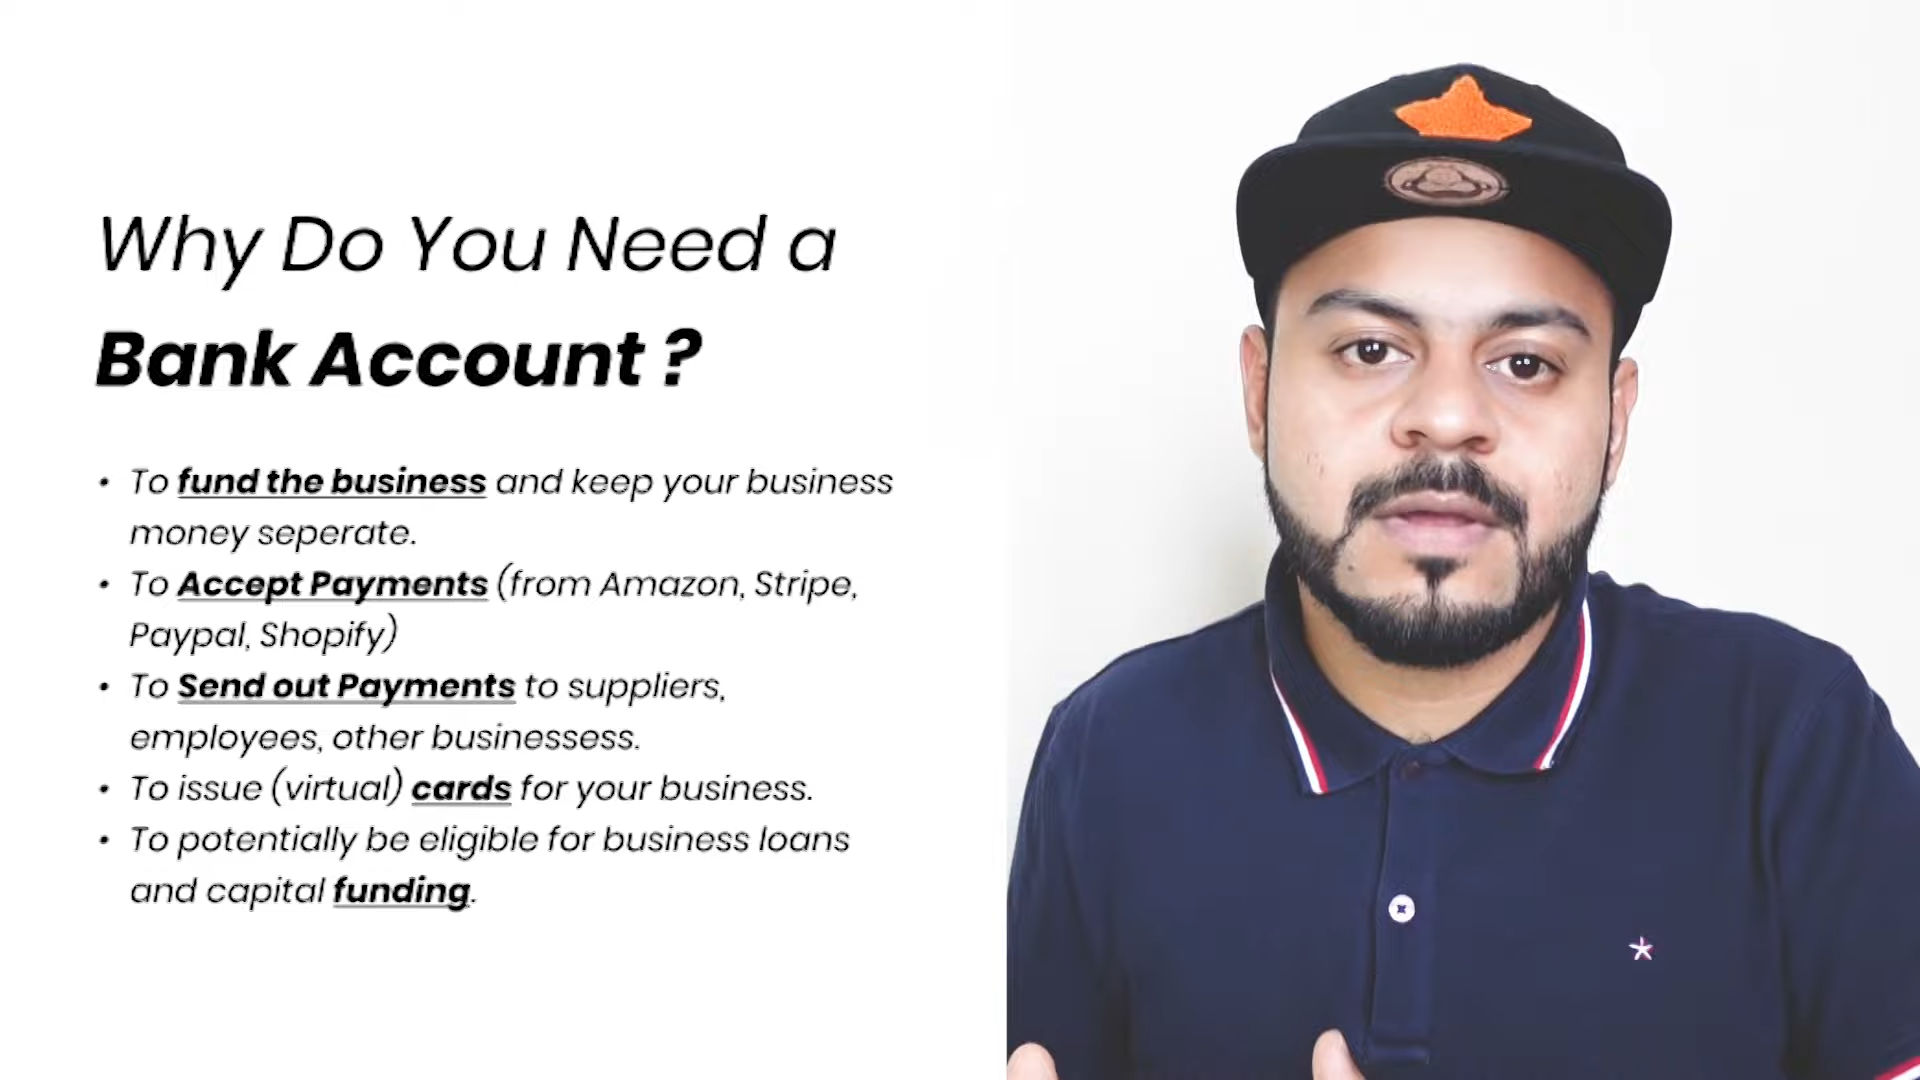 Why Do You Need a
Bank Account ?
• To fund the business and keep your business
money seperate.
• To Accept Payments (from Amazon, Stripe,
Paypal, Shopify)
• To Send out Payments to suppliers,
employees, other businessess.
• To issue (virtual) cards for your business.
• To potentially be eligible for business loans
and capital funding.